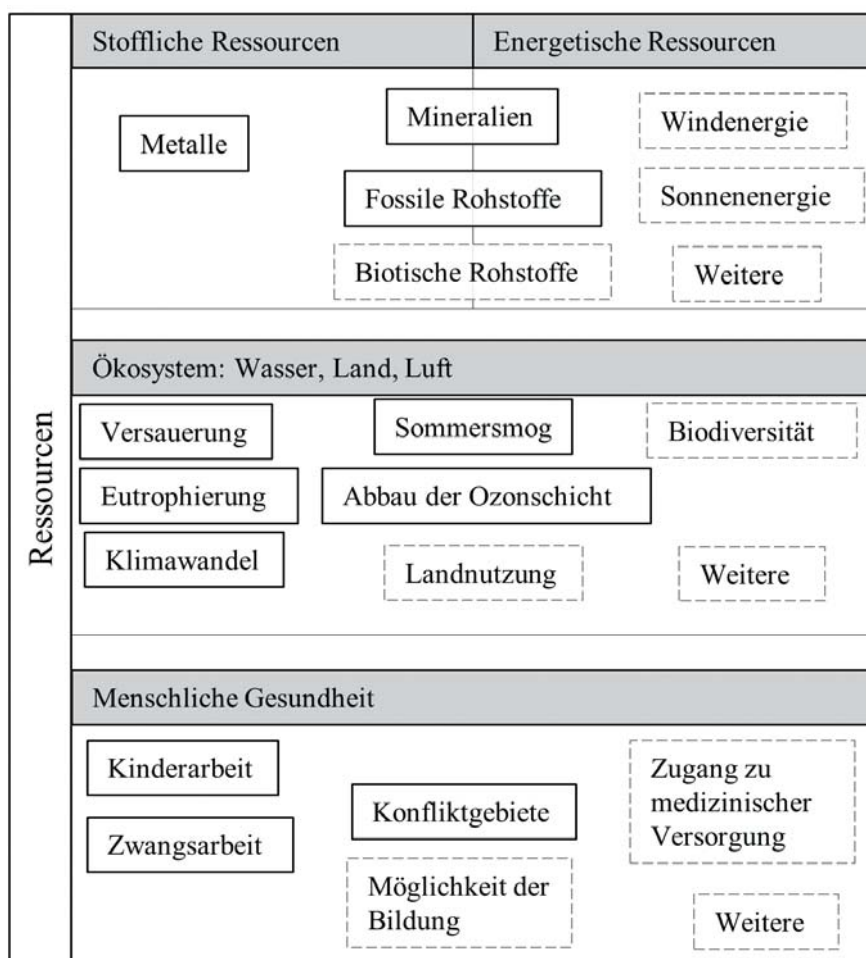 Ressourcen
Stoffliche Ressourcen
Energetische Ressourcen
Metalle
Mineralien
Windenergie
Fossile Rohstoffe
Sonnenenergie
Biotische Rohstoffe
Weitere
Ökosystem: Wasser, Land, Luft
Versauerung
Sommersmog
Biodiversität
Eutrophierung
Abbau der Ozonschicht
Klimawandel
Landnutzung
Weitere
Menschliche Gesundheit
Kinderarbeit
Zwangsarbeit
Konfliktgebiete
Möglichkeit der
Bildung
Zugang zu
medizinischer
Versorgung
Weitere